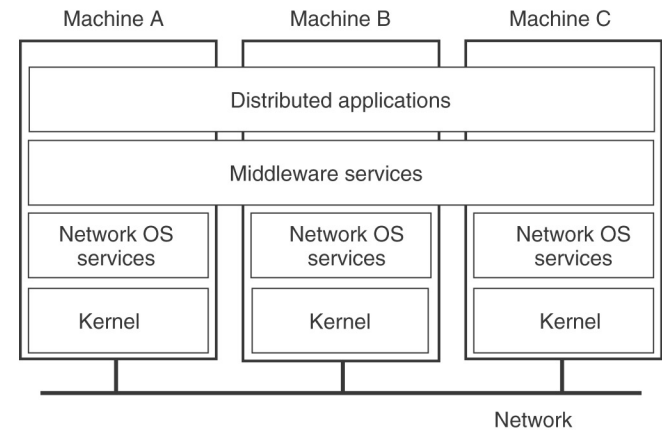 Machine A
Machine B
Machine C
Distributed applications
Middleware services
Network OS
services
Network OS
services
Network OS
services
Kernel
Kernel
Kernel
Network